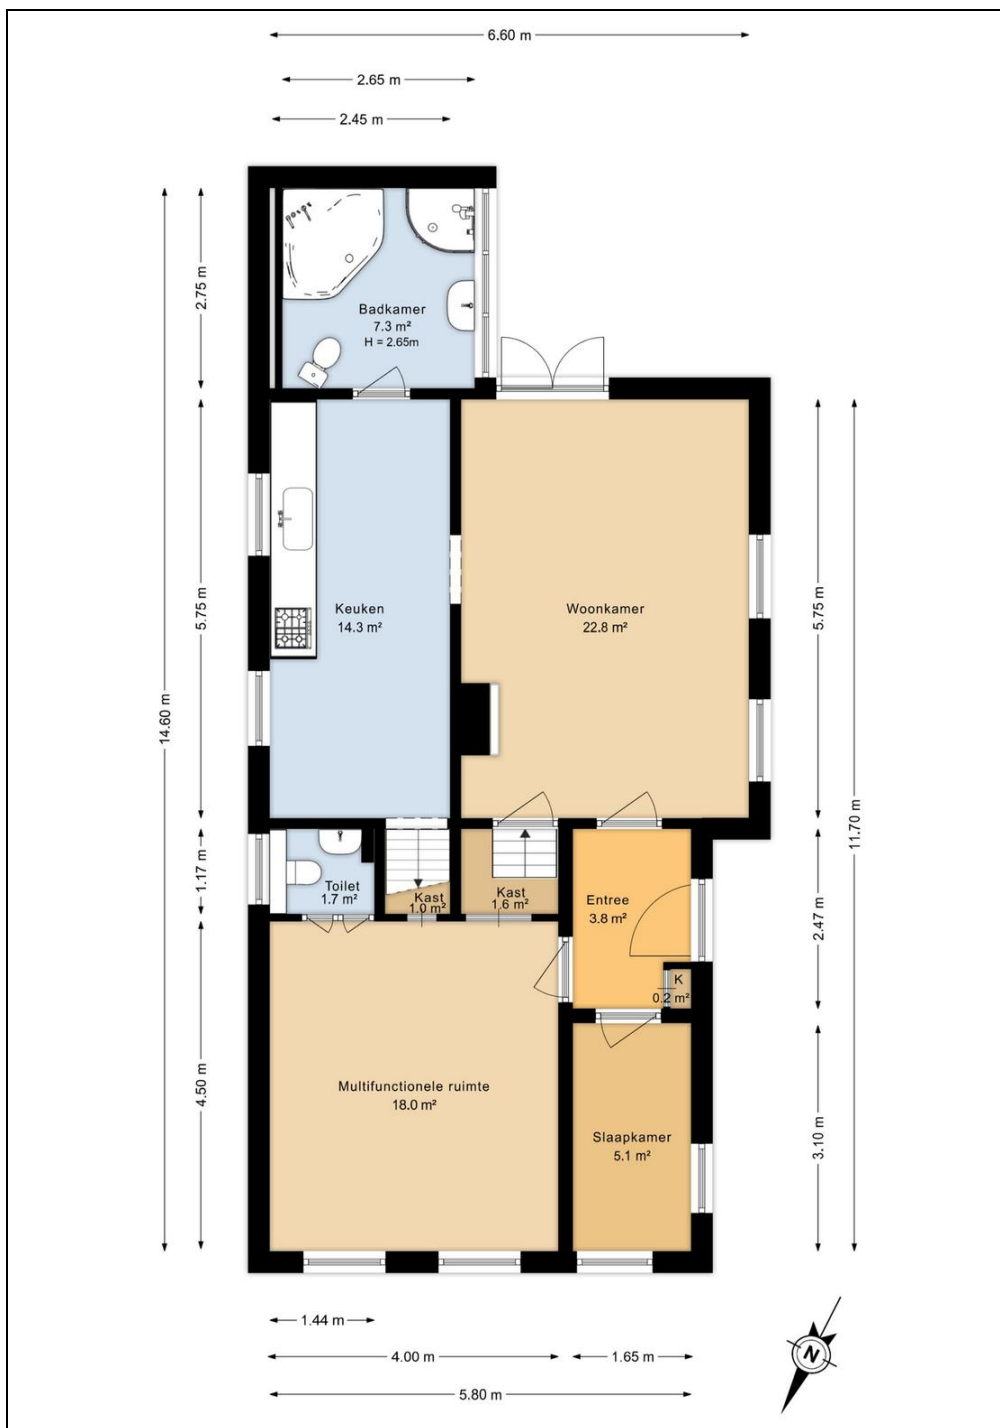 6.60 m
2.65 m
2.45 m
2.75 m
Badkamer
7.3 m²
H = 2.65m
5.75 m
14.60 m
Keuken
14.3 m²
Woonkamer
22.8 m²
5.75 m
11.70 m
1.17 m
Toilet
1.7 m²
Kast
1.0 m²
Kast
1.6 m²
Entree
3.8 m²
2.47 m
K
0.2 m²
4.50 m
Multifunctionele ruimte
18.0 m²
Slaapkamer
5.1 m²
3.10 m
1.44 m
4.00 m
1.65 m
5.80 m
N